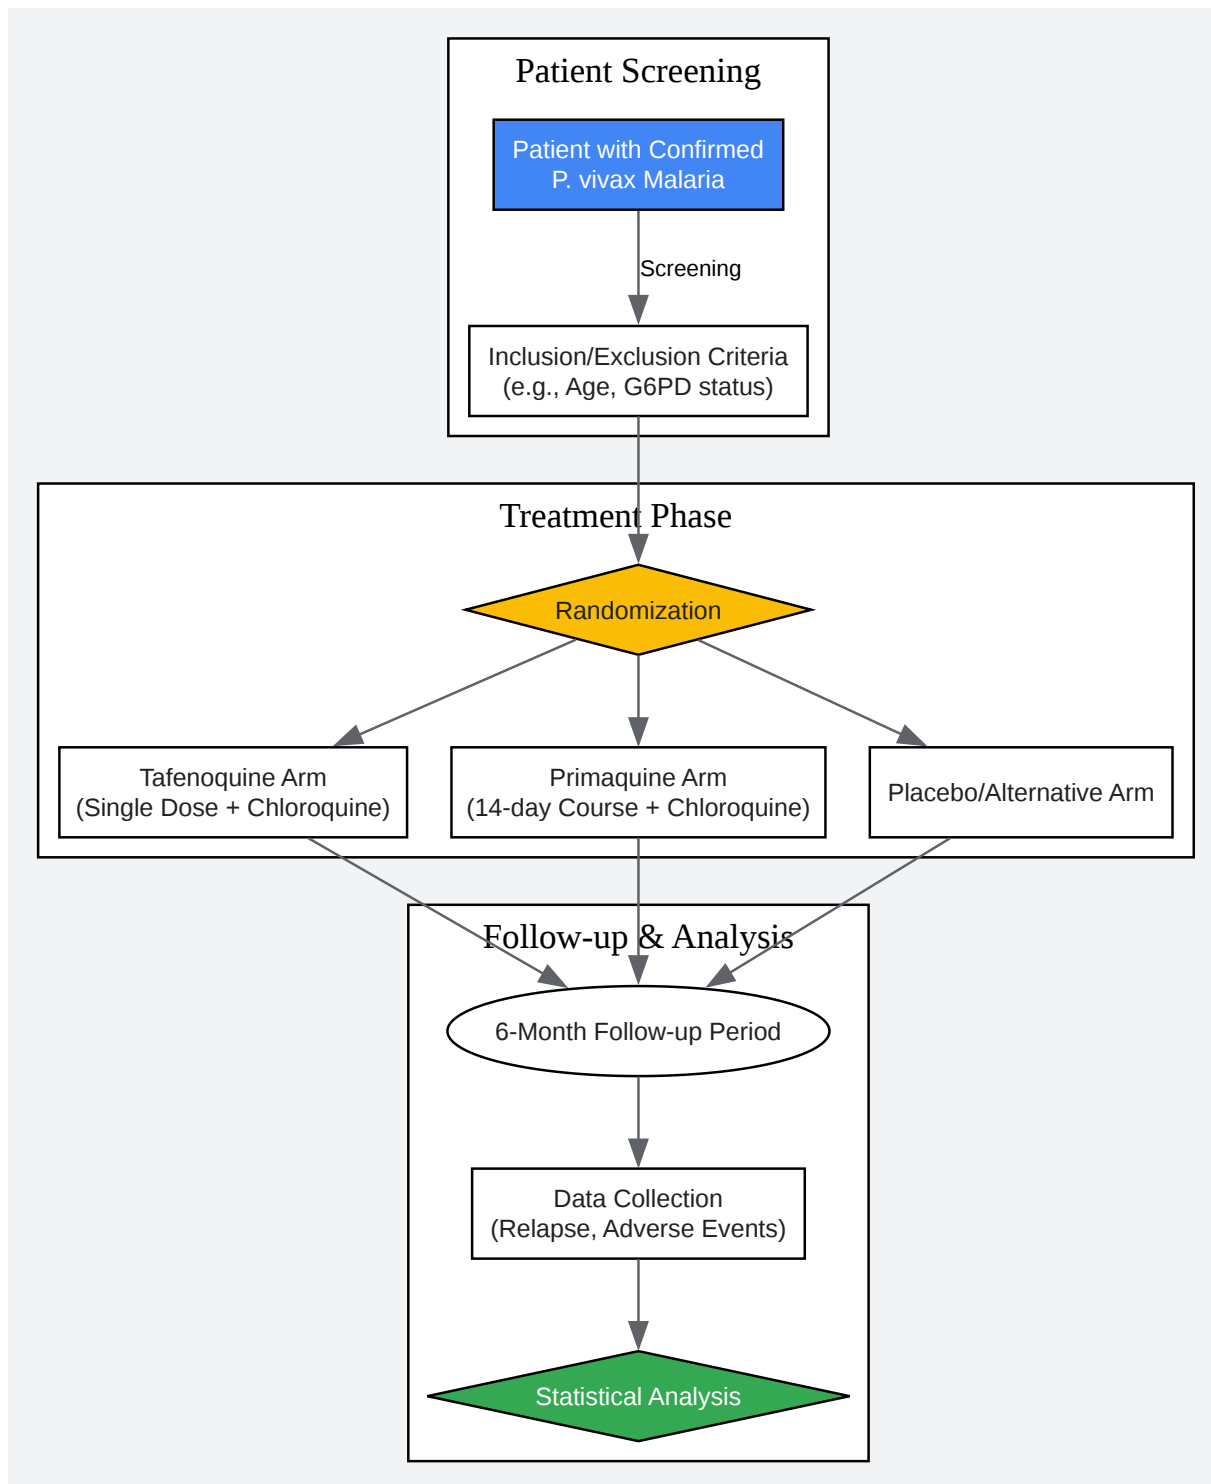 Patient Screening
Patient with Confirmed
P. vivax Malaria
Screening
Inclusion/Exclusion Criteria
(e.g., Age, G6PD status)
Treatment Phase
Randomization
Tafenoquine Arm
(Single Dose + Chloroquine)
Primaquine Arm
(14-day Course + Chloroquine)
Placebo/Alternative Arm
Follow-up & Analysis
6-Month Follow-up Period
Data Collection
(Relapse, Adverse Events)
Statistical Analysis